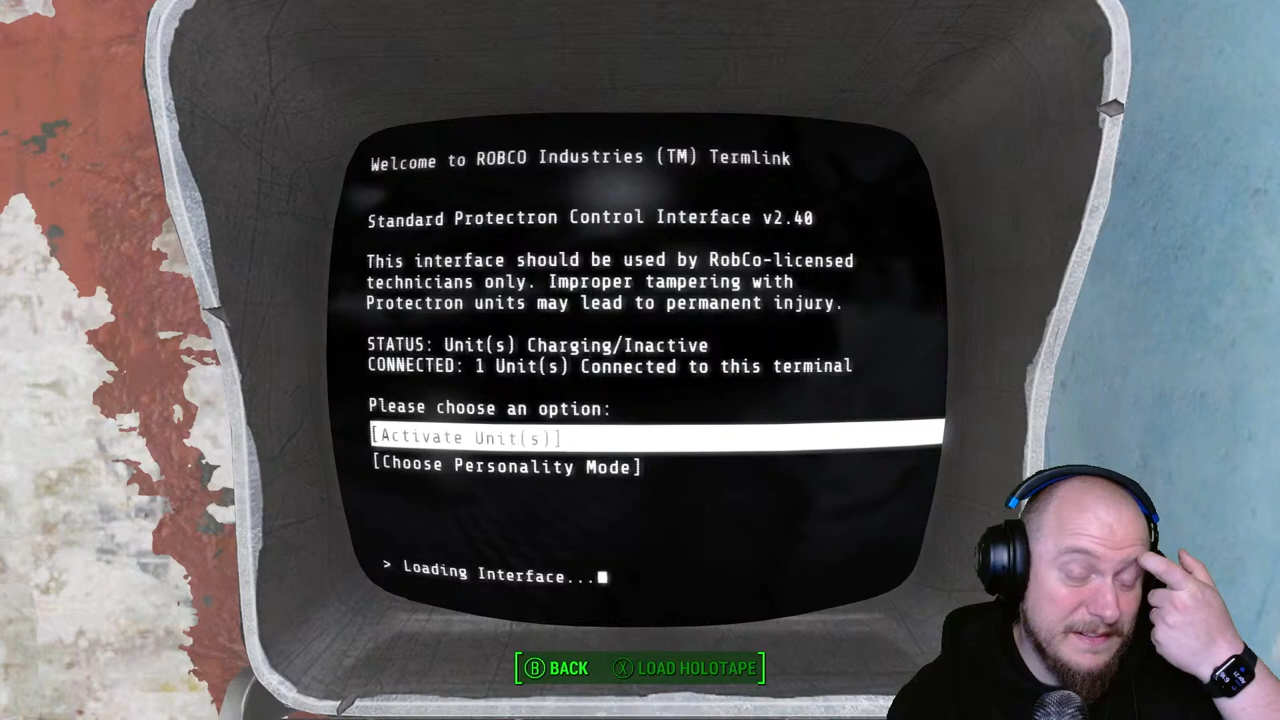 Welcome to ROBCO Industries (TM) Termlink
Standard Protectron Control Interface v2.40
This interface should be used by RobCo-licensed
technicians only. Improper tampering with
Protectron units may lead to permanent injury.
STATUS: Unit(s) Charging/Inactive
CONNECTED: 1 Unit(s) Connected to this terminal
Please choose an option:
[Activate Unit(s)]
[Choose Personality Mode]
> Loading Interface...
B BACK X LOAD HOLOTAPE